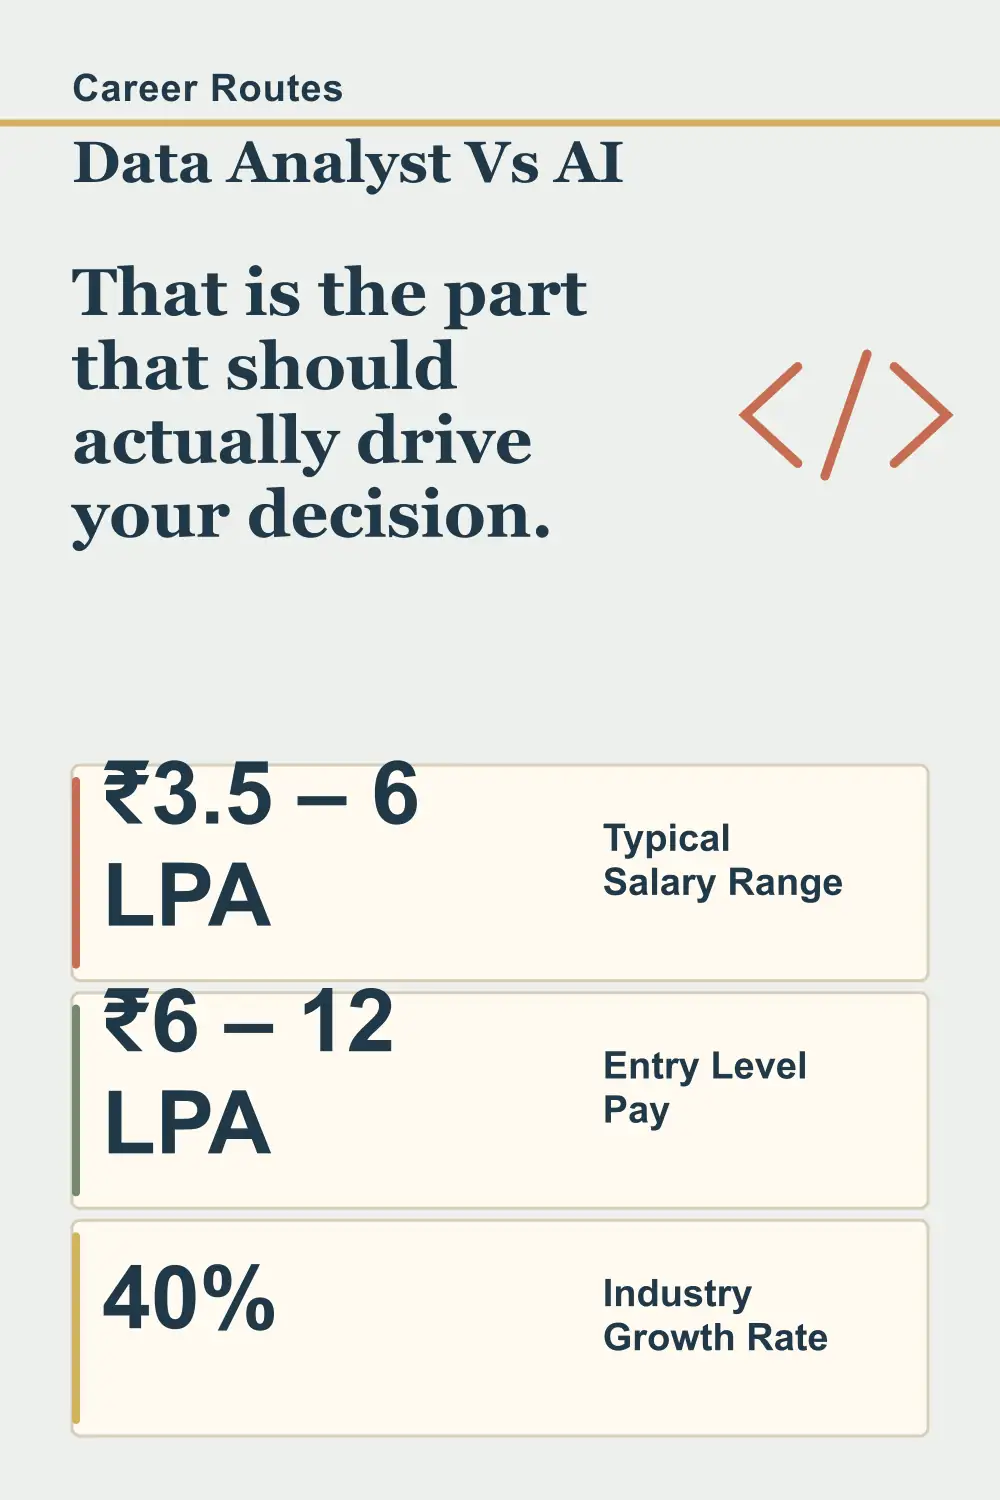 Career Routes
Data Analyst Vs AI
That is the part
that should
actually drive
your decision.
₹3.5 – 6
LPA
Typical
Salary Range
₹6 – 12
LPA
Entry Level
Pay
40%
Industry
Growth Rate